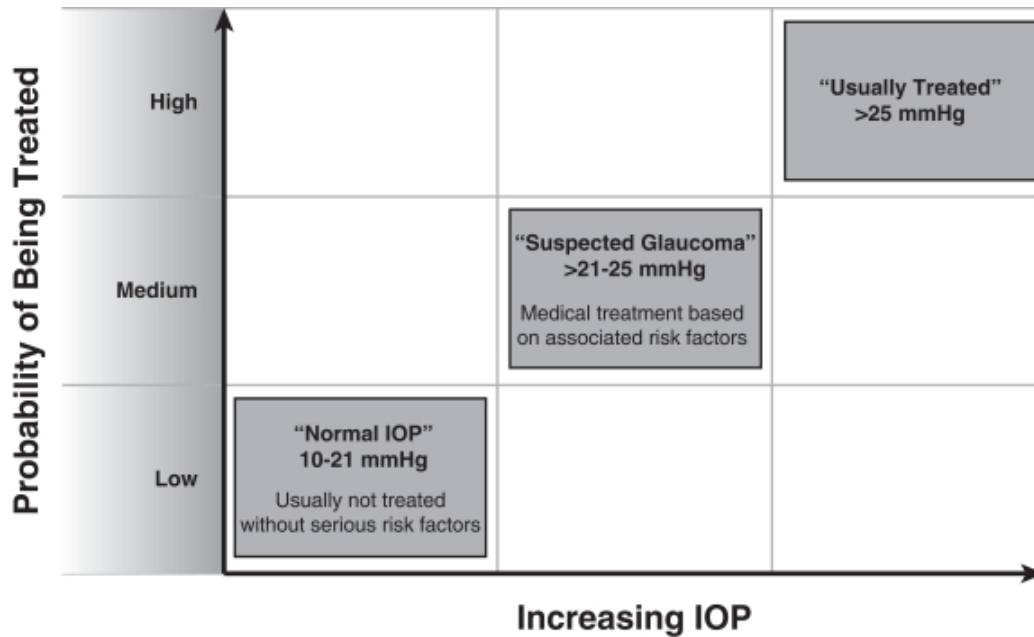 Probability of Being Treated
High
Medium
Low
“Usually Treated”
>25 mmHg
“Suspected Glaucoma”
>21-25 mmHg
Medical treatment based
on associated risk factors
“Normal IOP”
10-21 mmHg
Usually not treated
without serious risk factors
Increasing IOP